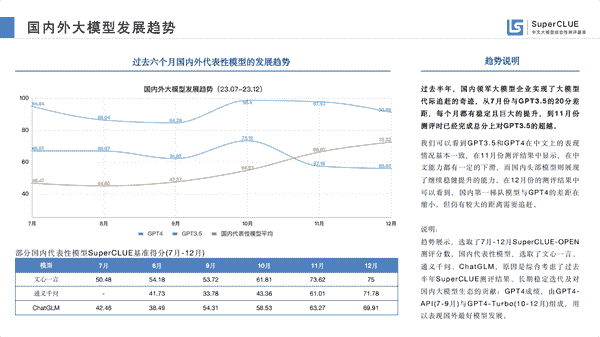 国内外大模型发展趋势
SuperCLUE
中文大模型综合性测评基准
过去六个月国内外代表性模型的发展趋势
国内外大模型发展趋势（23.07~23.12）
100
80
60
40
7月 8月 9月 10月 11月 12月
GPT4 GPT3.5 国内代表性模型平均
部分国内代表性模型SuperCLUE基准得分(7月-12月)
模型 7月 8月 9月 10月 11月 12月
文心一言 50.48 54.18 53.72 61.81 73.62 75
通义千问 - 41.73 33.78 43.36 61.01 71.78
ChatGLM 42.46 38.49 54.31 58.53 63.27 69.91
趋势说明
过去半年，国内领军大模型企业实现了大模型
代际追赶的奇迹，从7月份与GPT3.5的20分差
距，每个月都有稳定且巨大的提升，到11月份
测评时已经完成总分上对GPT3.5的超越。
我们可以看到GPT3.5和GPT4在中文上的表现
情况基本一致，在11月份测评结果中显示，在中
文能力都有一定的下滑，而国内头部模型则展现
了继续稳健提升的能力。在12月份的测评结果中
可以看到，国内第一梯队模型与GPT4的差距在
缩小，但仍有较大的距离需要追赶。
说明：
趋势展示，选取了7月-12月SuperCLUE-OPEN
测评分数。国内代表性模型，选取了文心一言、
通义千问、ChatGLM。原因是综合考虑了过去
半年SuperCLUE测评结果、长期稳定迭代及对国
内大模型生态的贡献；GPT4成绩，由GPT4-
API(7-9月)与GPT4-Turbo(10-12月)组成，用
以表现国外最好模型发展。